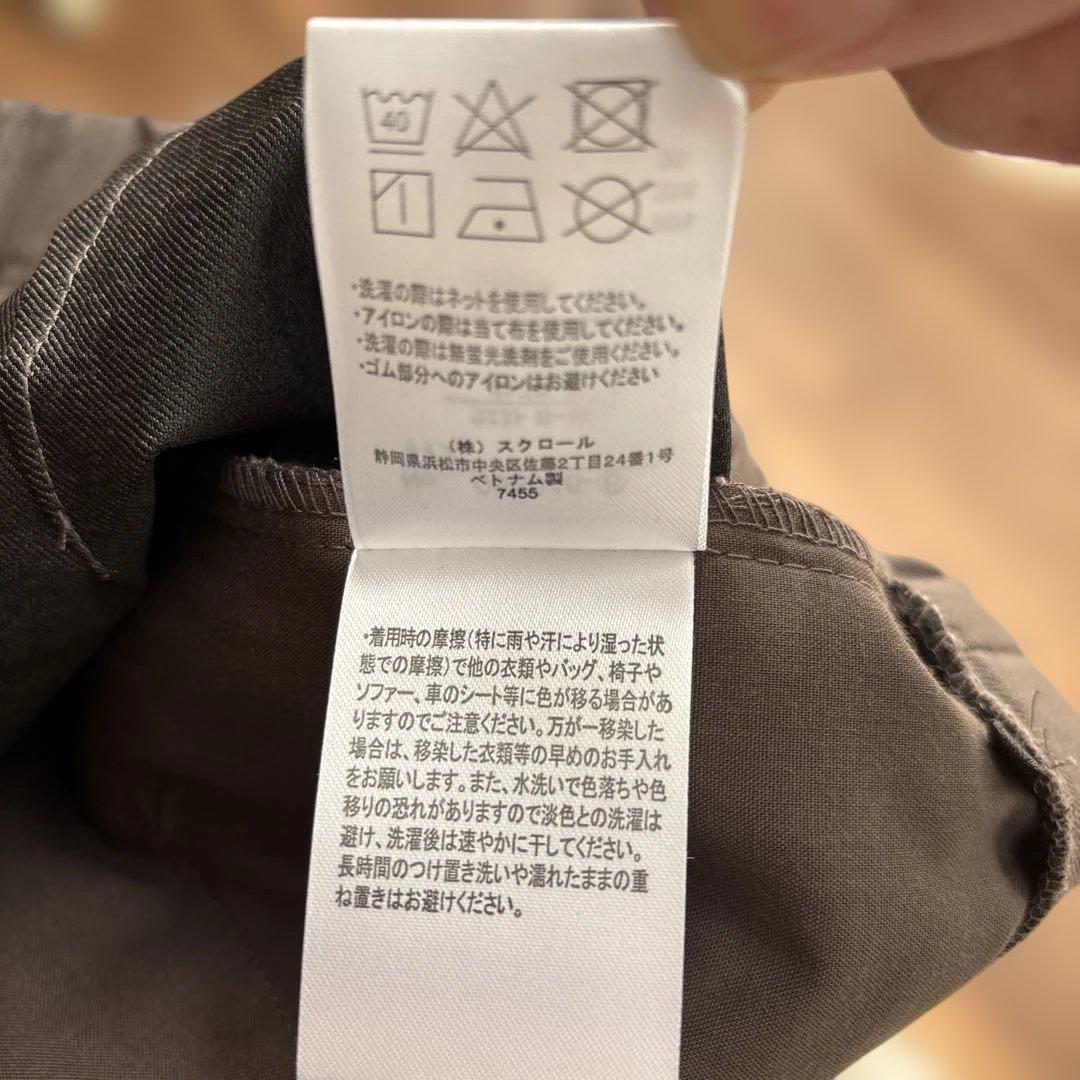 40
・洗濯の際はネットを使用してください。
・アイロンの際は当て布を使用してください。
・洗濯の際は無蛍光洗剤をご使用ください。
・ゴム部分へのアイロンはお避けください
（株）スクロール
静岡県浜松市中央区佐藤2丁目24番1号
ベトナム製
7455
・着用時の摩擦（特に雨や汗により湿った状
態での摩擦）で他の衣類やバッグ、椅子や
ソファー、車のシート等に色が移る場合があ
りますのでご注意ください。万が一移染した
場合は、移染した衣類等の早めのお手入れ
をお願いします。また、水洗いで色落ちや色
移りの恐れがありますので淡色との洗濯は
避け、洗濯後は速やかに干してください。
長時間のつけ置き洗いや濡れたままの重
ね置きはお避けください。